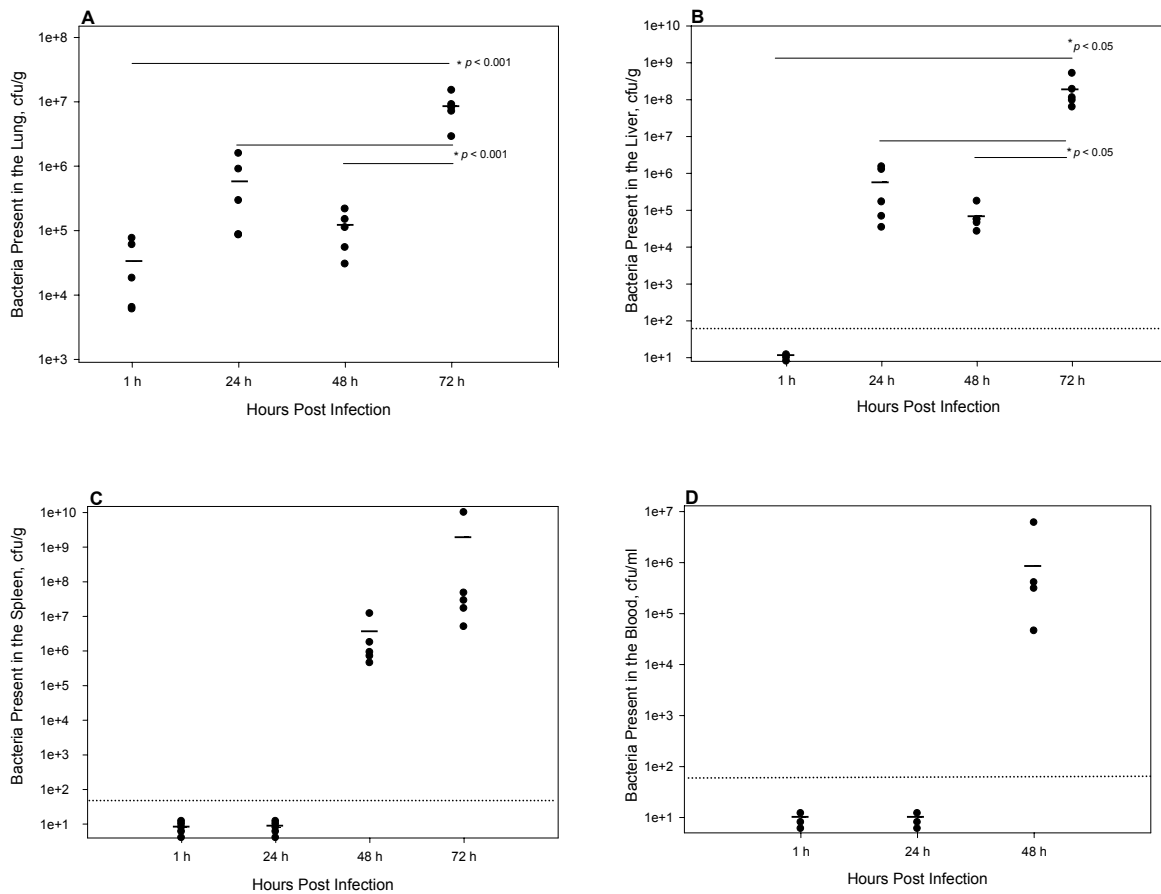 A
Bacteria Present in the Lung, cfu/g
1e+8
1e+7
1e+6
1e+5
1e+4
1e+3
* p < 0.001
* p < 0.001
1 h
24 h
48 h
72 h
Hours Post Infection
B
Bacteria Present in the Liver, cfu/g
1e+10
1e+9
1e+8
1e+7
1e+6
1e+5
1e+4
1e+3
1e+2
1e+1
* p < 0.05
* p < 0.05
1 h
24 h
48 h
72 h
Hours Post Infection
C
Bacteria Present in the Spleen, cfu/g
1e+10
1e+9
1e+8
1e+7
1e+6
1e+5
1e+4
1e+3
1e+2
1e+1
1 h
24 h
48 h
72 h
Hours Post Infection
D
Bacteria Present in the Blood, cfu/ml
1e+7
1e+6
1e+5
1e+4
1e+3
1e+2
1e+1
1 h
24 h
48 h
Hours Post Infection